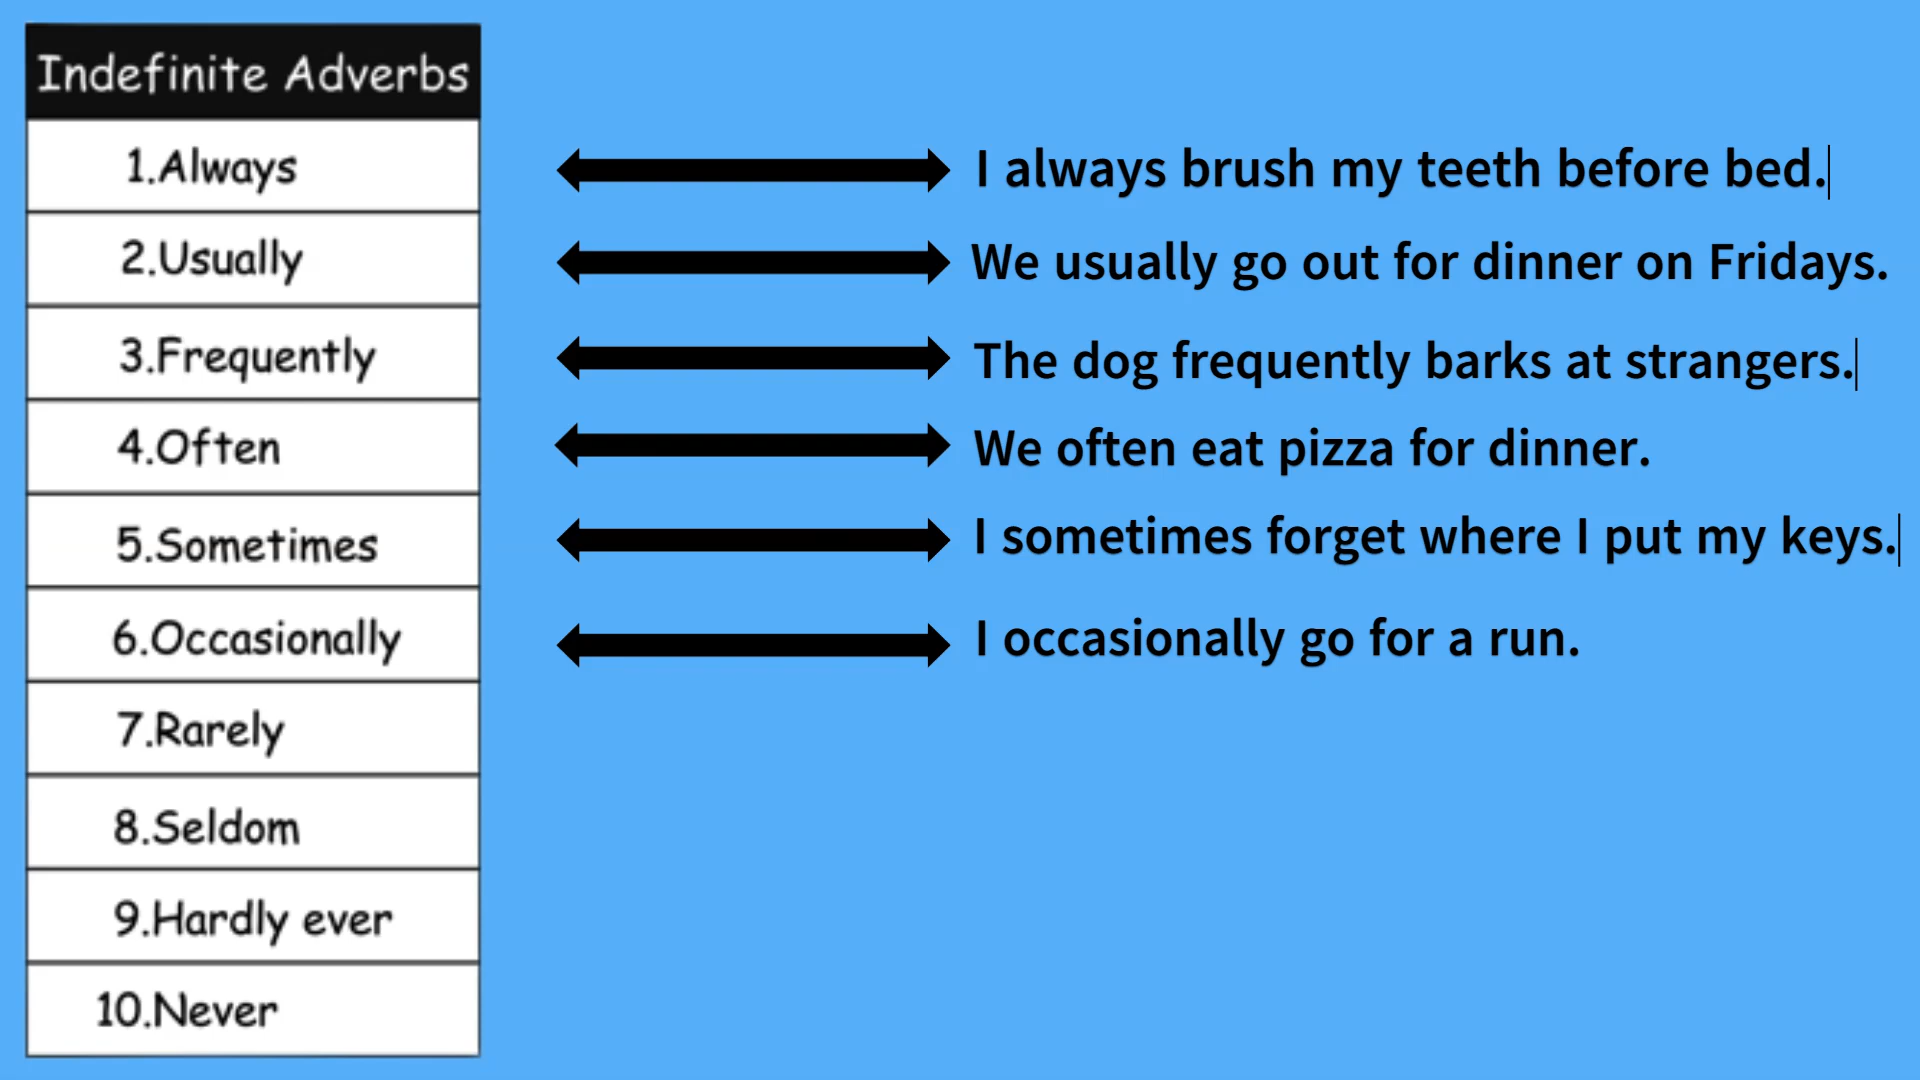 Indefinite Adverbs
1.Always
I always brush my teeth before bed.
2.Usually
We usually go out for dinner on Fridays.
3.Frequently
The dog frequently barks at strangers.
4.Often
We often eat pizza for dinner.
5.Sometimes
I sometimes forget where I put my keys.
6.Occasionally
I occasionally go for a run.
7.Rarely
8.Seldom
9.Hardly ever
10.Never